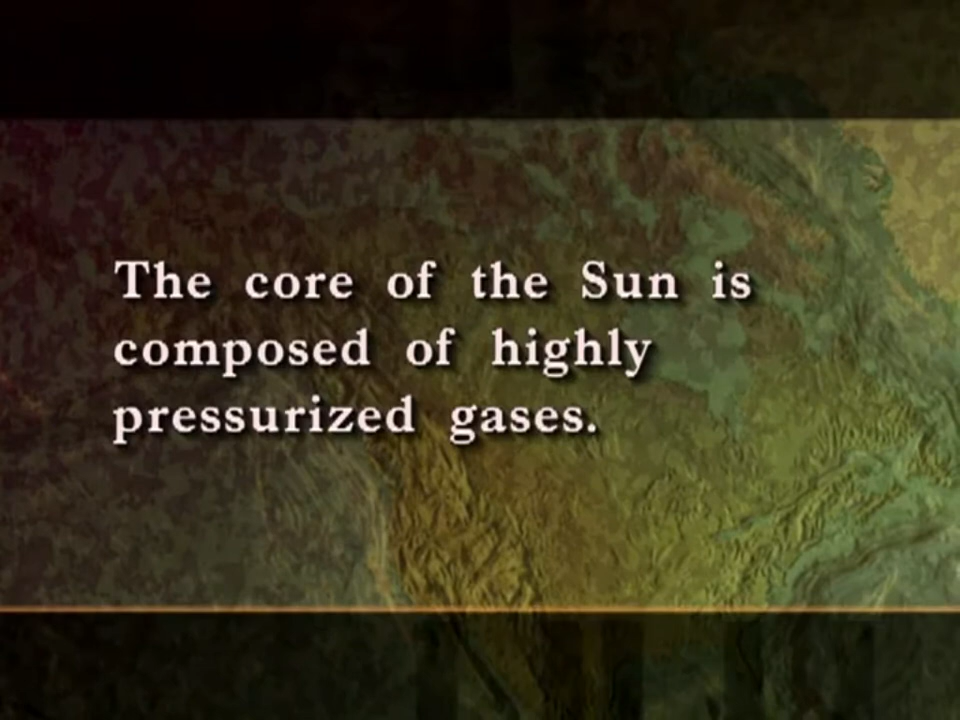 The core of the Sun is
composed of highly
pressurized gases.